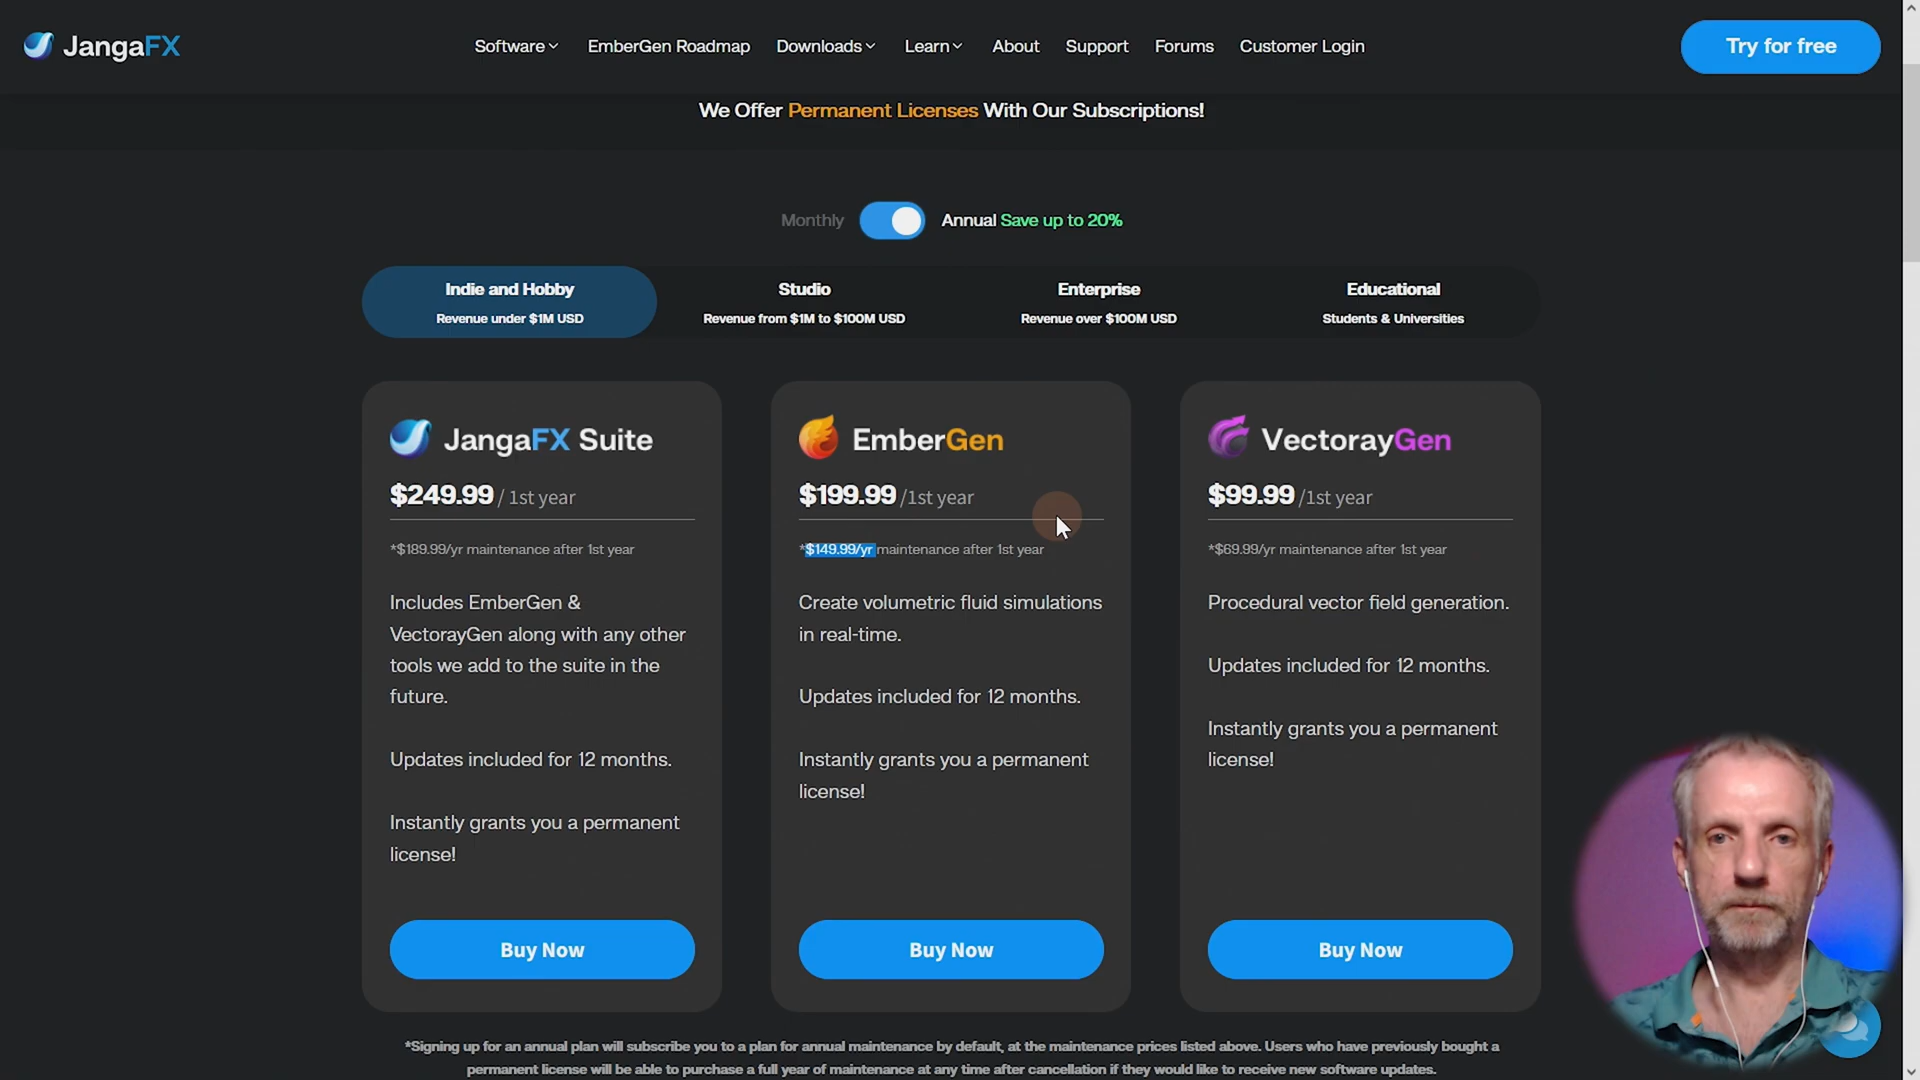 JangaFX
Software
EmberGen Roadmap
Downloads
Learn
About
Support
Forums
Customer Login
Try for free
We Offer Permanent Licenses With Our Subscriptions!
Monthly
Annual Save up to 20%
Indie and Hobby
Revenue under $1M USD
Studio
Revenue from $1M to $100M USD
Enterprise
Revenue over $100M USD
Educational
Students & Universities
JangaFX Suite
$249.99 / 1st year
*$189.99/yr maintenance after 1st year
Includes EmberGen &
VectorayGen along with any other
tools we add to the suite in the
future.
Updates included for 12 months.
Instantly grants you a permanent
license!
Buy Now
EmberGen
$199.99 /1st year
*$149.99/yr maintenance after 1st year
Create volumetric fluid simulations
in real-time.
Updates included for 12 months.
Instantly grants you a permanent
license!
Buy Now
VectorayGen
$99.99 /1st year
*$69.99/yr maintenance after 1st year
Procedural vector field generation.
Updates included for 12 months.
Instantly grants you a permanent
license!
Buy Now
*Signing up for an annual plan will subscribe you to a plan for annual maintenance by default, at the maintenance prices listed above. Users who have previously bought a
permanent license will be able to purchase a full year of maintenance at any time after cancellation if they would like to receive new software updates.